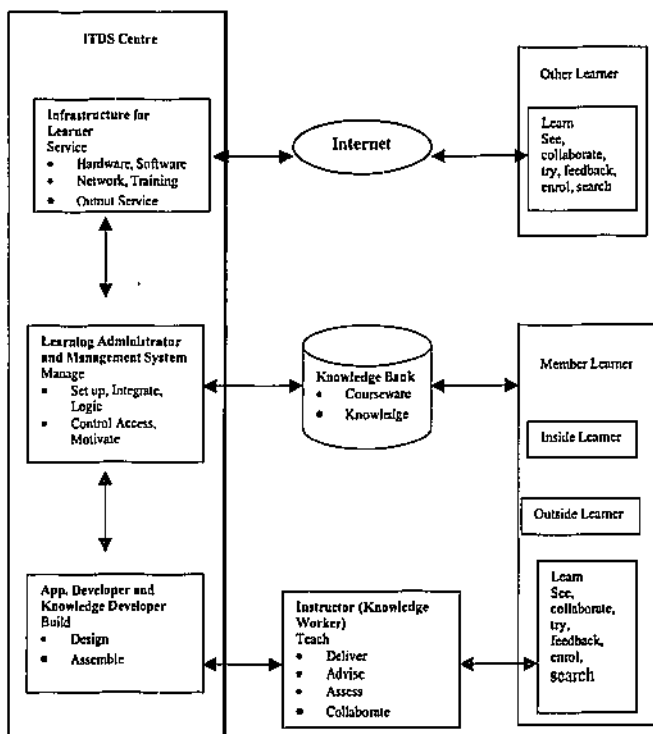 ITDS Centre
Infrastructure for
Learner
Service
• Hardware, Software
• Network, Training
• Output Service
Internet
Other Learner
Learn
See,
collaborate,
try, feedback,
enrol, search
Learning Administrator
and Management System
Manage
• Set up, Integrate,
Logic
• Control Access,
Motivate
Knowledge Bank
• Courseware
• Knowledge
Member Learner
Inside Learner
Outside Learner
App. Developer and
Knowledge Developer
Build
• Design
• Assemble
Instructor (Knowledge
Worker)
Teach
• Deliver
• Advise
• Assess
• Collaborate
Learn
See,
collaborate,
try,
feedback,
enrol,
search